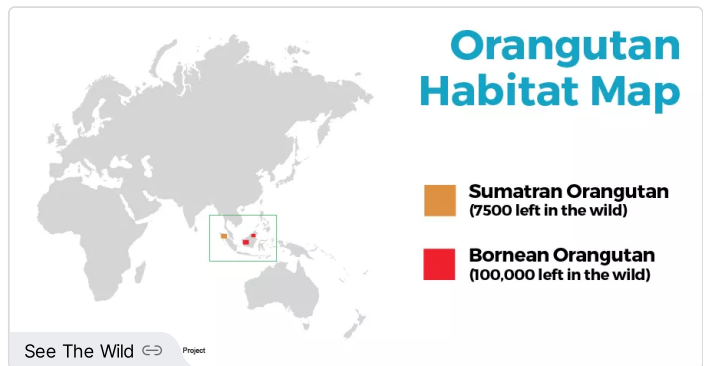 Orangutan
Habitat Map
Sumatran Orangutan
(7500 left in the wild)
Bornean Orangutan
(100,000 left in the wild)
See The Wild
Project